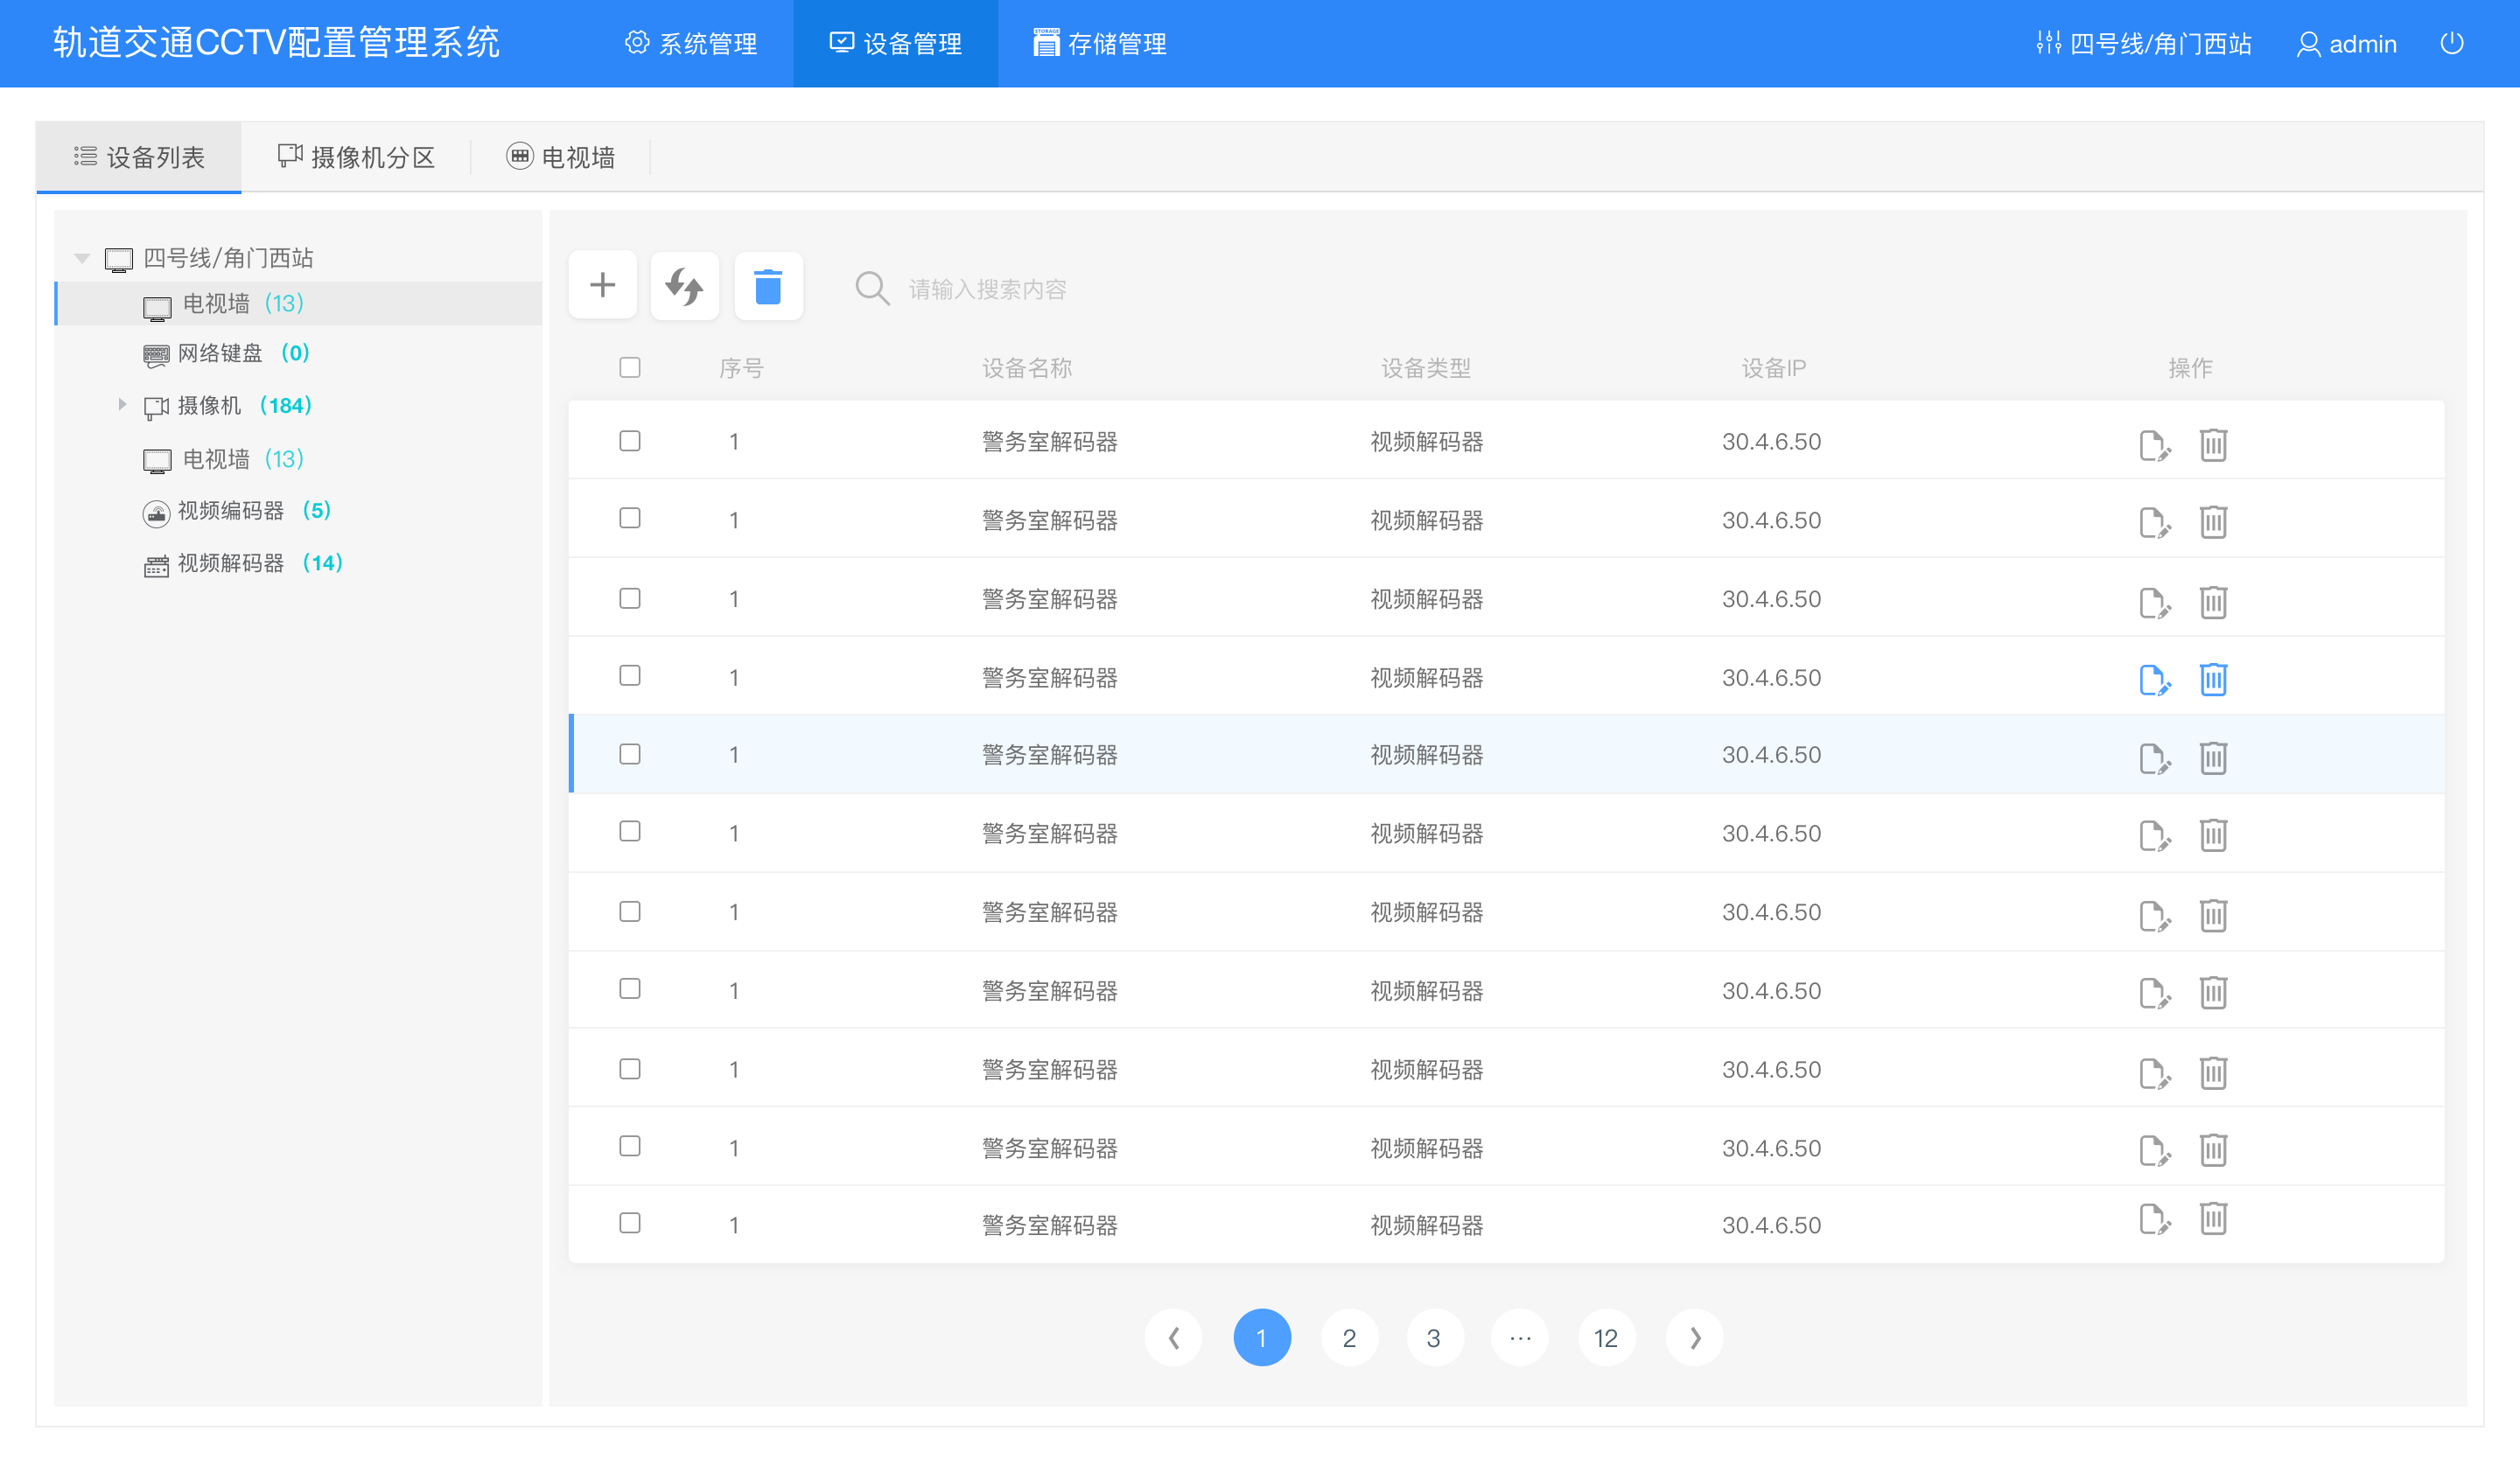 轨道交通CCTV配置管理系统 系统管理 设备管理 存储管理 四号线/角门西站 admin
设备列表 摄像机分区 电视墙
四号线/角门西站
电视墙 (13)
网络键盘 (0)
摄像机 (184)
电视墙 (13)
视频编码器 (5)
视频解码器 (14)
请输入搜索内容
序号 设备名称 设备类型 设备IP 操作
1 警务室解码器 视频解码器 30.4.6.50
1 警务室解码器 视频解码器 30.4.6.50
1 警务室解码器 视频解码器 30.4.6.50
1 警务室解码器 视频解码器 30.4.6.50
1 警务室解码器 视频解码器 30.4.6.50
1 警务室解码器 视频解码器 30.4.6.50
1 警务室解码器 视频解码器 30.4.6.50
1 警务室解码器 视频解码器 30.4.6.50
1 警务室解码器 视频解码器 30.4.6.50
1 警务室解码器 视频解码器 30.4.6.50
1 警务室解码器 视频解码器 30.4.6.50
1 2 3 ··· 12